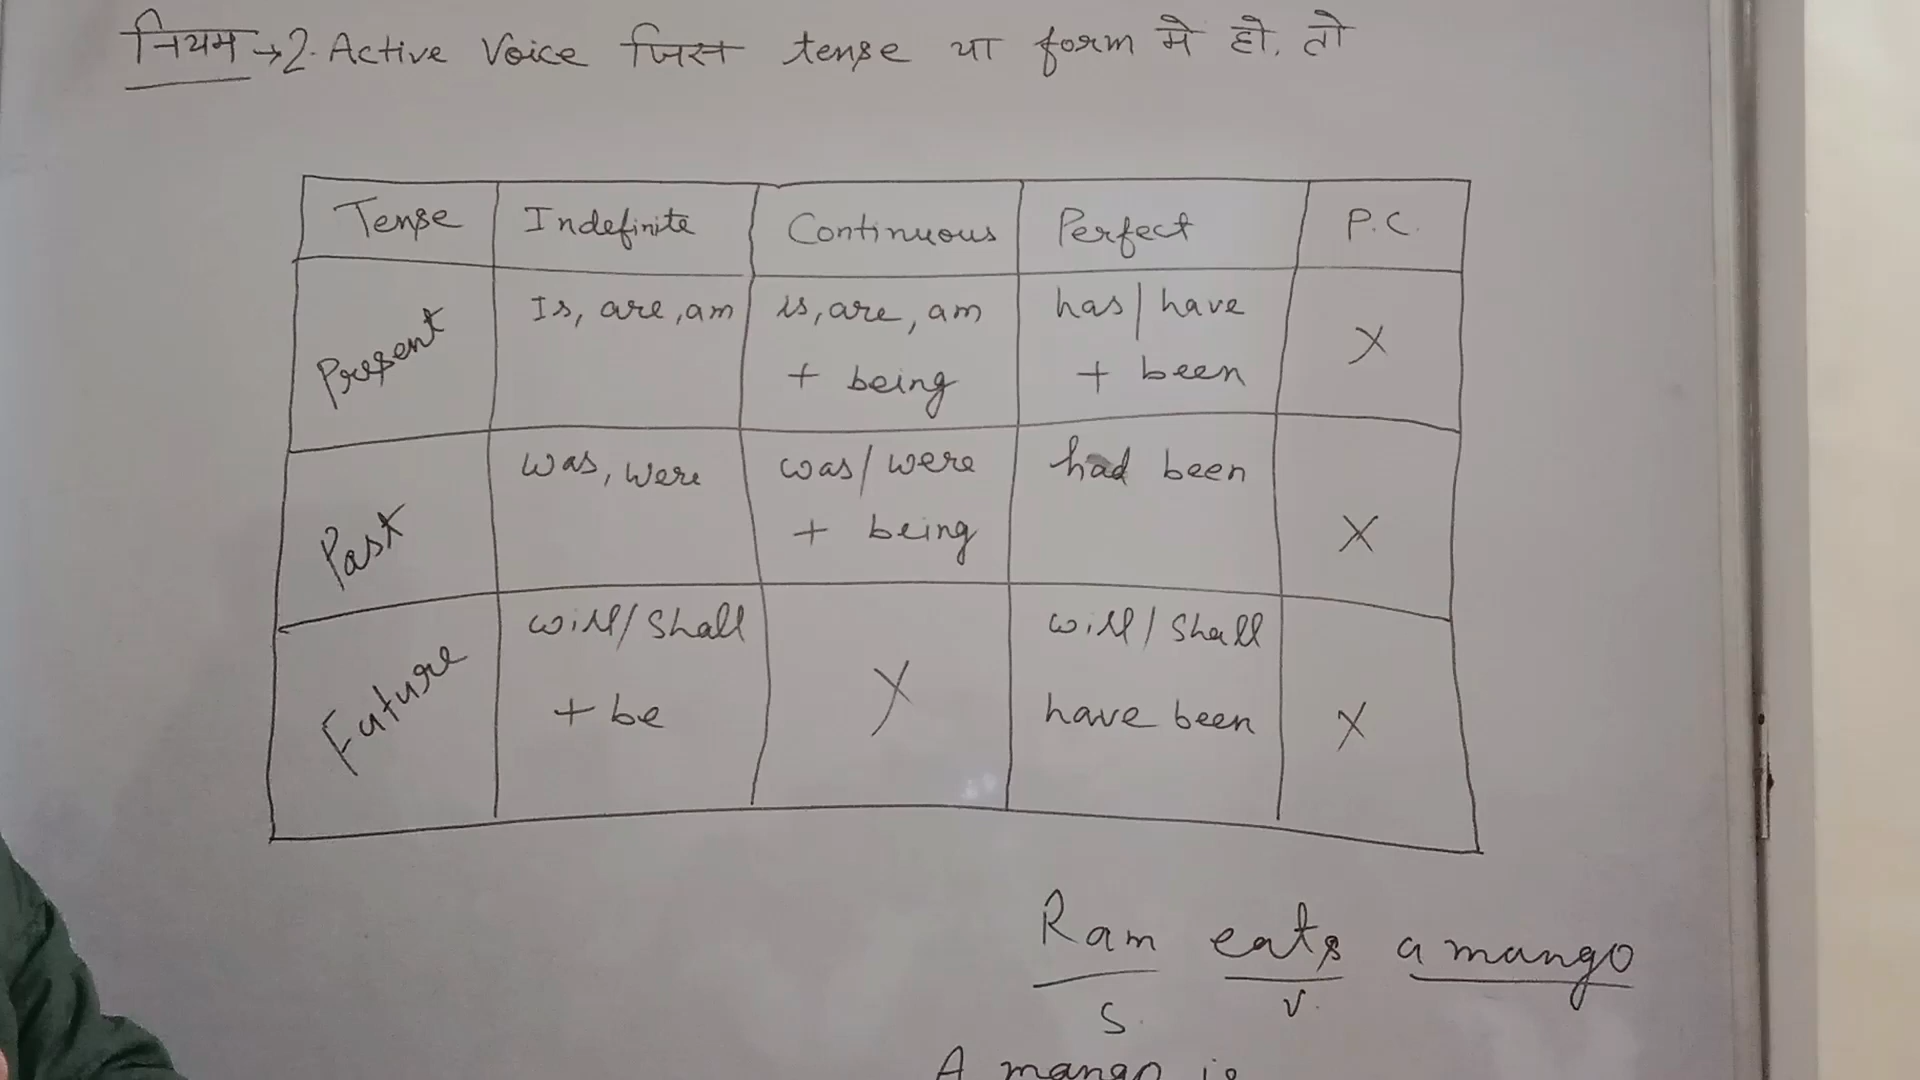 नियम → 2. Active Voice जिस tense या form मे हो, तो
Tense Indefinite Continuous Perfect P.C.
Present Is, are, am is, are, am + being has/have + been X
Past was, were was/were + being had been X
Future will/shall + be X will/shall have been X
Ram eats a mango
S. V.
A mango is